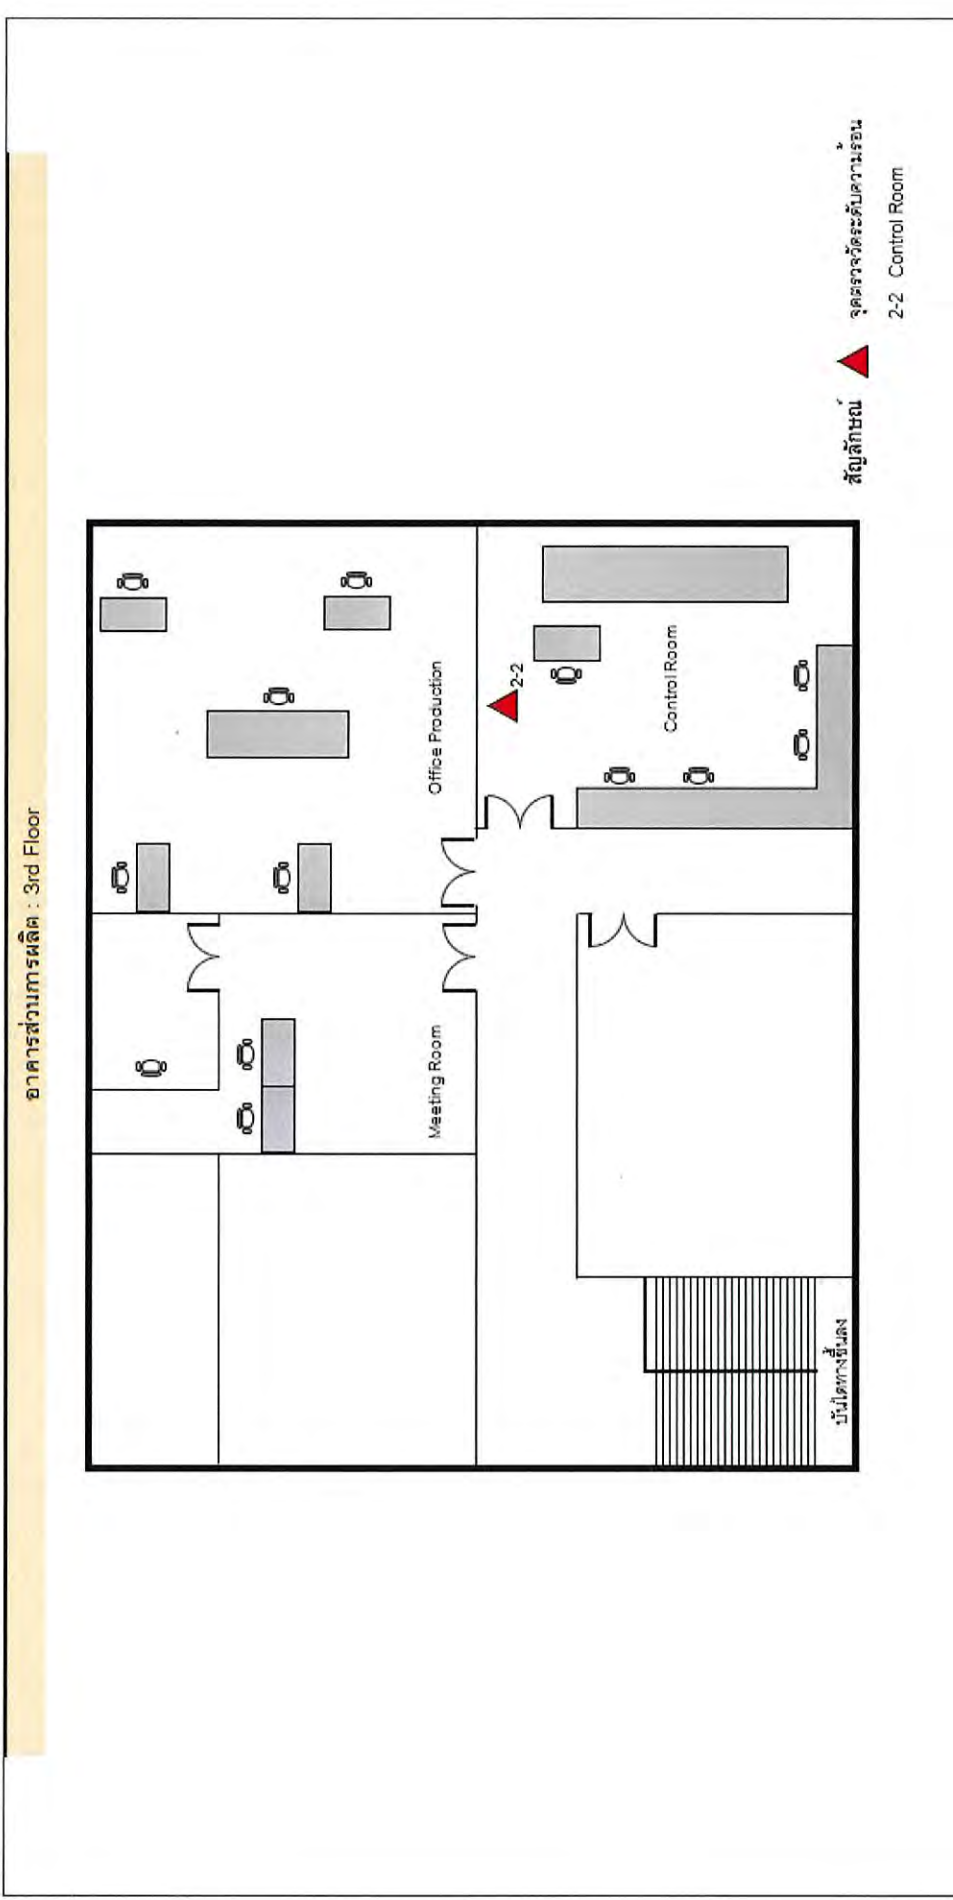 อาคารส่วนการผลิต : 3rd Floor
Meeting Room
Office Production
2-2
Control Room
บันไดทางขึ้นลง
สัญลักษณ์
จุดตรวจวัดระดับความร้อน
2-2 Control Room